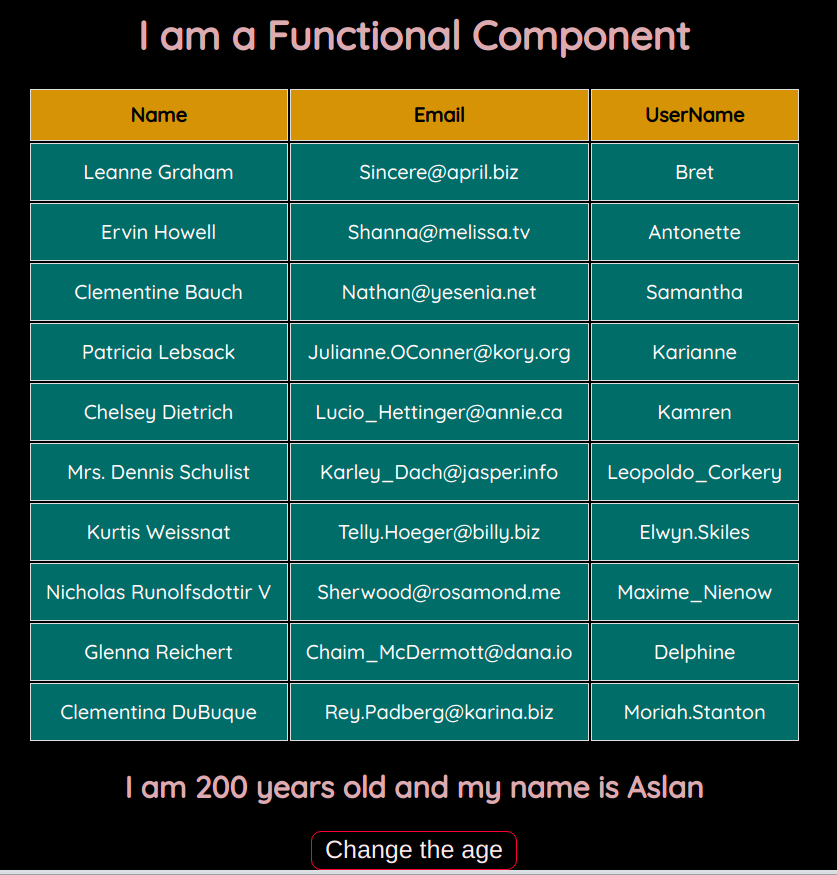 I am a Functional Component
Name Email UserName
Leanne Graham Sincere@april.biz Bret
Ervin Howell Shanna@melissa.tv Antonette
Clementine Bauch Nathan@yesenia.net Samantha
Patricia Lebsack Julianne.OConner@kory.org Karianne
Chelsey Dietrich Lucio_Hettinger@annie.ca Kamren
Mrs. Dennis Schulist Karley_Dach@jasper.info Leopoldo_Corkery
Kurtis Weissnat Telly.Hoeger@billy.biz Elwyn.Skiles
Nicholas Runolfsdottir V Sherwood@rosamond.me Maxime_Nienow
Glenna Reichert Chaim_McDermott@dana.io Delphine
Clementina DuBuque Rey.Padberg@karina.biz Moriah.Stanton
I am 200 years old and my name is Aslan
Change the age